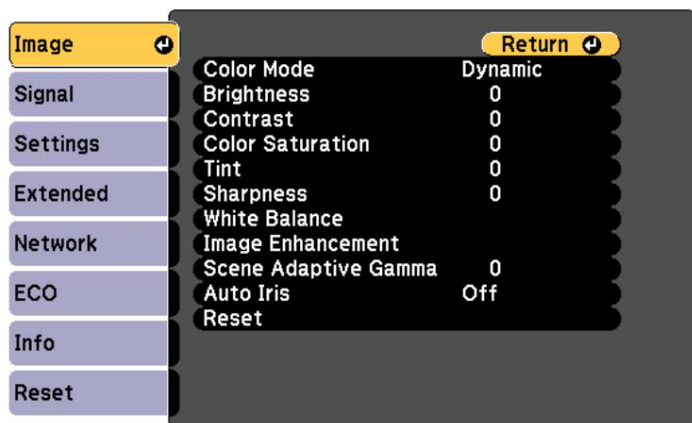 Image
Signal
Settings
Extended
Network
ECO
Info
Reset
Return
Color Mode Dynamic
Brightness 0
Contrast 0
Color Saturation 0
Tint 0
Sharpness 0
White Balance
Image Enhancement
Scene Adaptive Gamma 0
Auto Iris Off
Reset